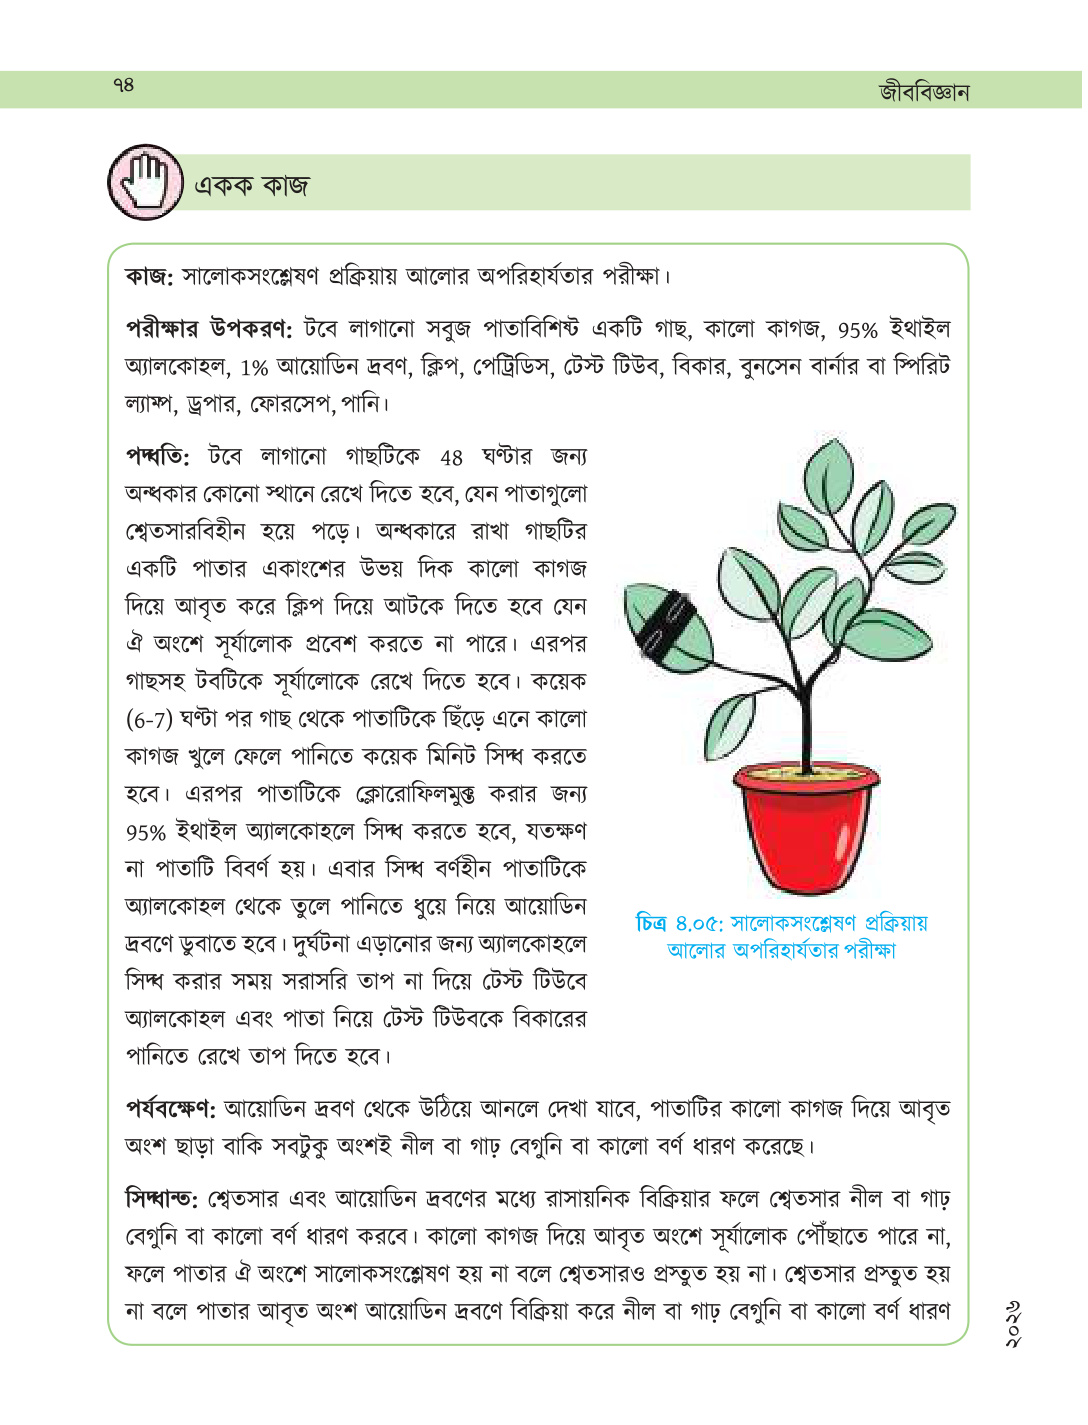 ৭৪
জীববিজ্ঞান
একক কাজ
কাজ: সালোকসংশ্লেষণ প্রক্রিয়ায় আলোর অপরিহার্যতার পরীক্ষা।
পরীক্ষার উপকরণ: টবে লাগানো সবুজ পাতাবিশিষ্ট একটি গাছ, কালো কাগজ, 95% ইথাইল
অ্যালকোহল, 1% আয়োডিন দ্রবণ, ক্লিপ, পেট্রিডিস, টেস্ট টিউব, বিকার, বুনসেন বার্নার বা স্পিরিট
ল্যাম্প, ড্রপার, ফোরসেপ, পানি।
পদ্ধতি: টবে লাগানো গাছটিকে 48 ঘণ্টার জন্য
অন্ধকার কোনো স্থানে রেখে দিতে হবে, যেন পাতাগুলো
শ্বেতসারবিহীন হয়ে পড়ে। অন্ধকারে রাখা গাছটির
একটি পাতার একাংশের উভয় দিক কালো কাগজ
দিয়ে আবৃত করে ক্লিপ দিয়ে আটকে দিতে হবে যেন
ঐ অংশে সূর্যালোক প্রবেশ করতে না পারে। এরপর
গাছসহ টবটিকে সূর্যালোকে রেখে দিতে হবে। কয়েক
(6-7) ঘণ্টা পর গাছ থেকে পাতাটিকে ছিঁড়ে এনে কালো
কাগজ খুলে ফেলে পানিতে কয়েক মিনিট সিদ্ধ করতে
হবে। এরপর পাতাটিকে ক্লোরোফিলমুক্ত করার জন্য
95% ইথাইল অ্যালকোহলে সিদ্ধ করতে হবে, যতক্ষণ
না পাতাটি বিবর্ণ হয়। এবার সিদ্ধ বর্ণহীন পাতাটিকে
অ্যালকোহল থেকে তুলে পানিতে ধুয়ে নিয়ে আয়োডিন
দ্রবণে ডুবাতে হবে। দুর্ঘটনা এড়ানোর জন্য অ্যালকোহলে
সিদ্ধ করার সময় সরাসরি তাপ না দিয়ে টেস্ট টিউবে
অ্যালকোহল এবং পাতা নিয়ে টেস্ট টিউবকে বিকারের
পানিতে রেখে তাপ দিতে হবে।
চিত্র ৪.০৫: সালোকসংশ্লেষণ প্রক্রিয়ায়
আলোর অপরিহার্যতার পরীক্ষা
পর্যবক্ষেণ: আয়োডিন দ্রবণ থেকে উঠিয়ে আনলে দেখা যাবে, পাতাটির কালো কাগজ দিয়ে আবৃত
অংশ ছাড়া বাকি সবটুকু অংশই নীল বা গাঢ় বেগুনি বা কালো বর্ণ ধারণ করেছে।
সিদ্ধান্ত: শ্বেতসার এবং আয়োডিন দ্রবণের মধ্যে রাসায়নিক বিক্রিয়ার ফলে শ্বেতসার নীল বা গাঢ়
বেগুনি বা কালো বর্ণ ধারণ করবে। কালো কাগজ দিয়ে আবৃত অংশে সূর্যালোক পৌঁছাতে পারে না,
ফলে পাতার ঐ অংশে সালোকসংশ্লেষণ হয় না বলে শ্বেতসারও প্রস্তুত হয় না। শ্বেতসার প্রস্তুত হয়
না বলে পাতার আবৃত অংশ আয়োডিন দ্রবণে বিক্রিয়া করে নীল বা গাঢ় বেগুনি বা কালো বর্ণ ধারণ
২০২৬